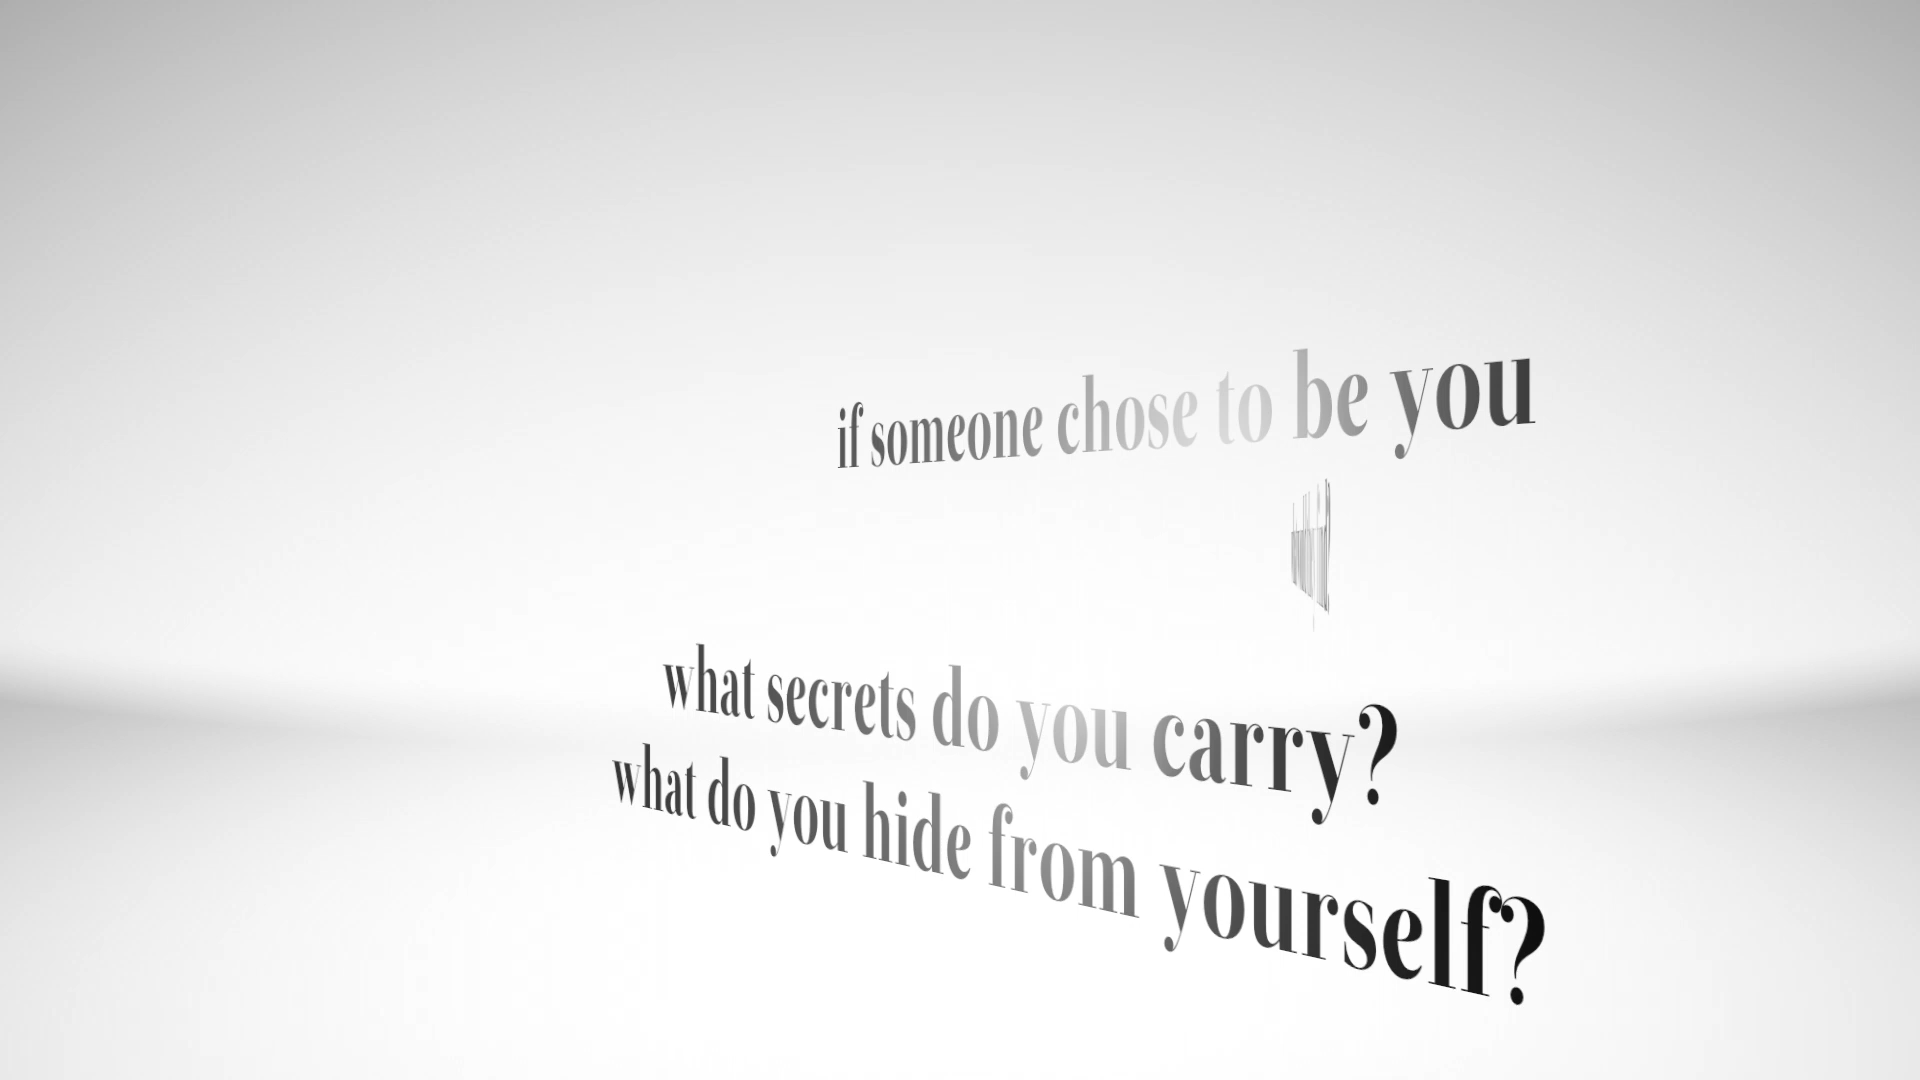 if someone chose to be you
what secrets do you carry?
what do you hide from yourself?